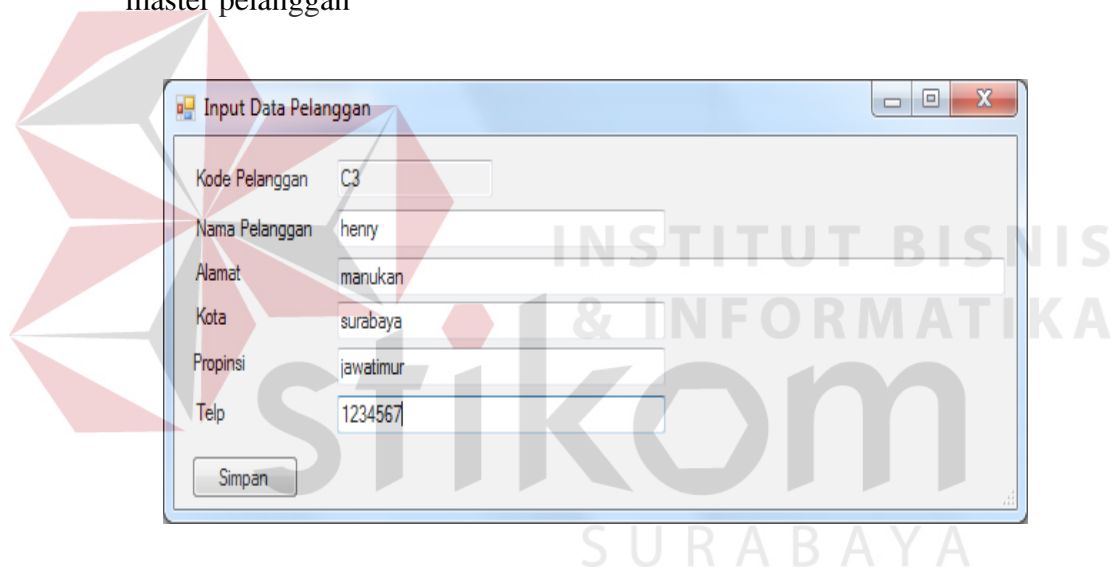 master pelanggan
Input Data Pelanggan
Kode Pelanggan C3
Nama Pelanggan henry
INSTITUT BISNIS
Alamat manukan
& INFORMATIKA
Kota surabaya
Propinsi jawatimur
stikom
Telp 1234567
Simpan
SURABAYA